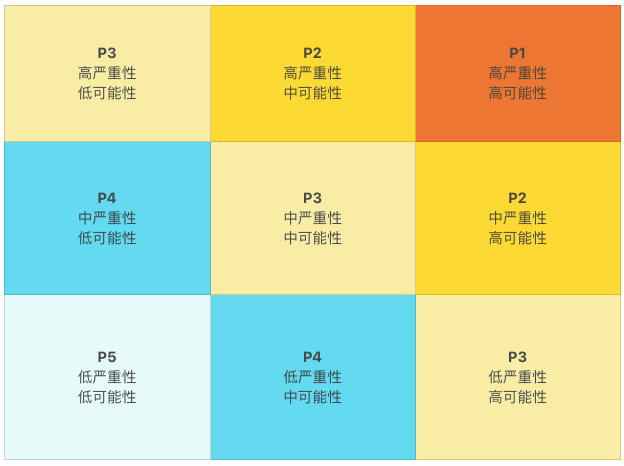 P3
高严重性
低可能性
P2
高严重性
中可能性
P1
高严重性
高可能性
P4
中严重性
低可能性
P3
中严重性
中可能性
P2
中严重性
高可能性
P5
低严重性
低可能性
P4
低严重性
中可能性
P3
低严重性
高可能性